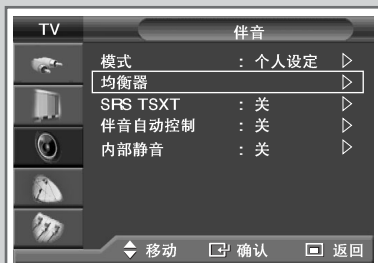 TV 伴音
模式 : 个人设定
均衡器
SRS TSXT : 关
伴音自动控制 : 关
内部静音 : 关
移动 确认 返回